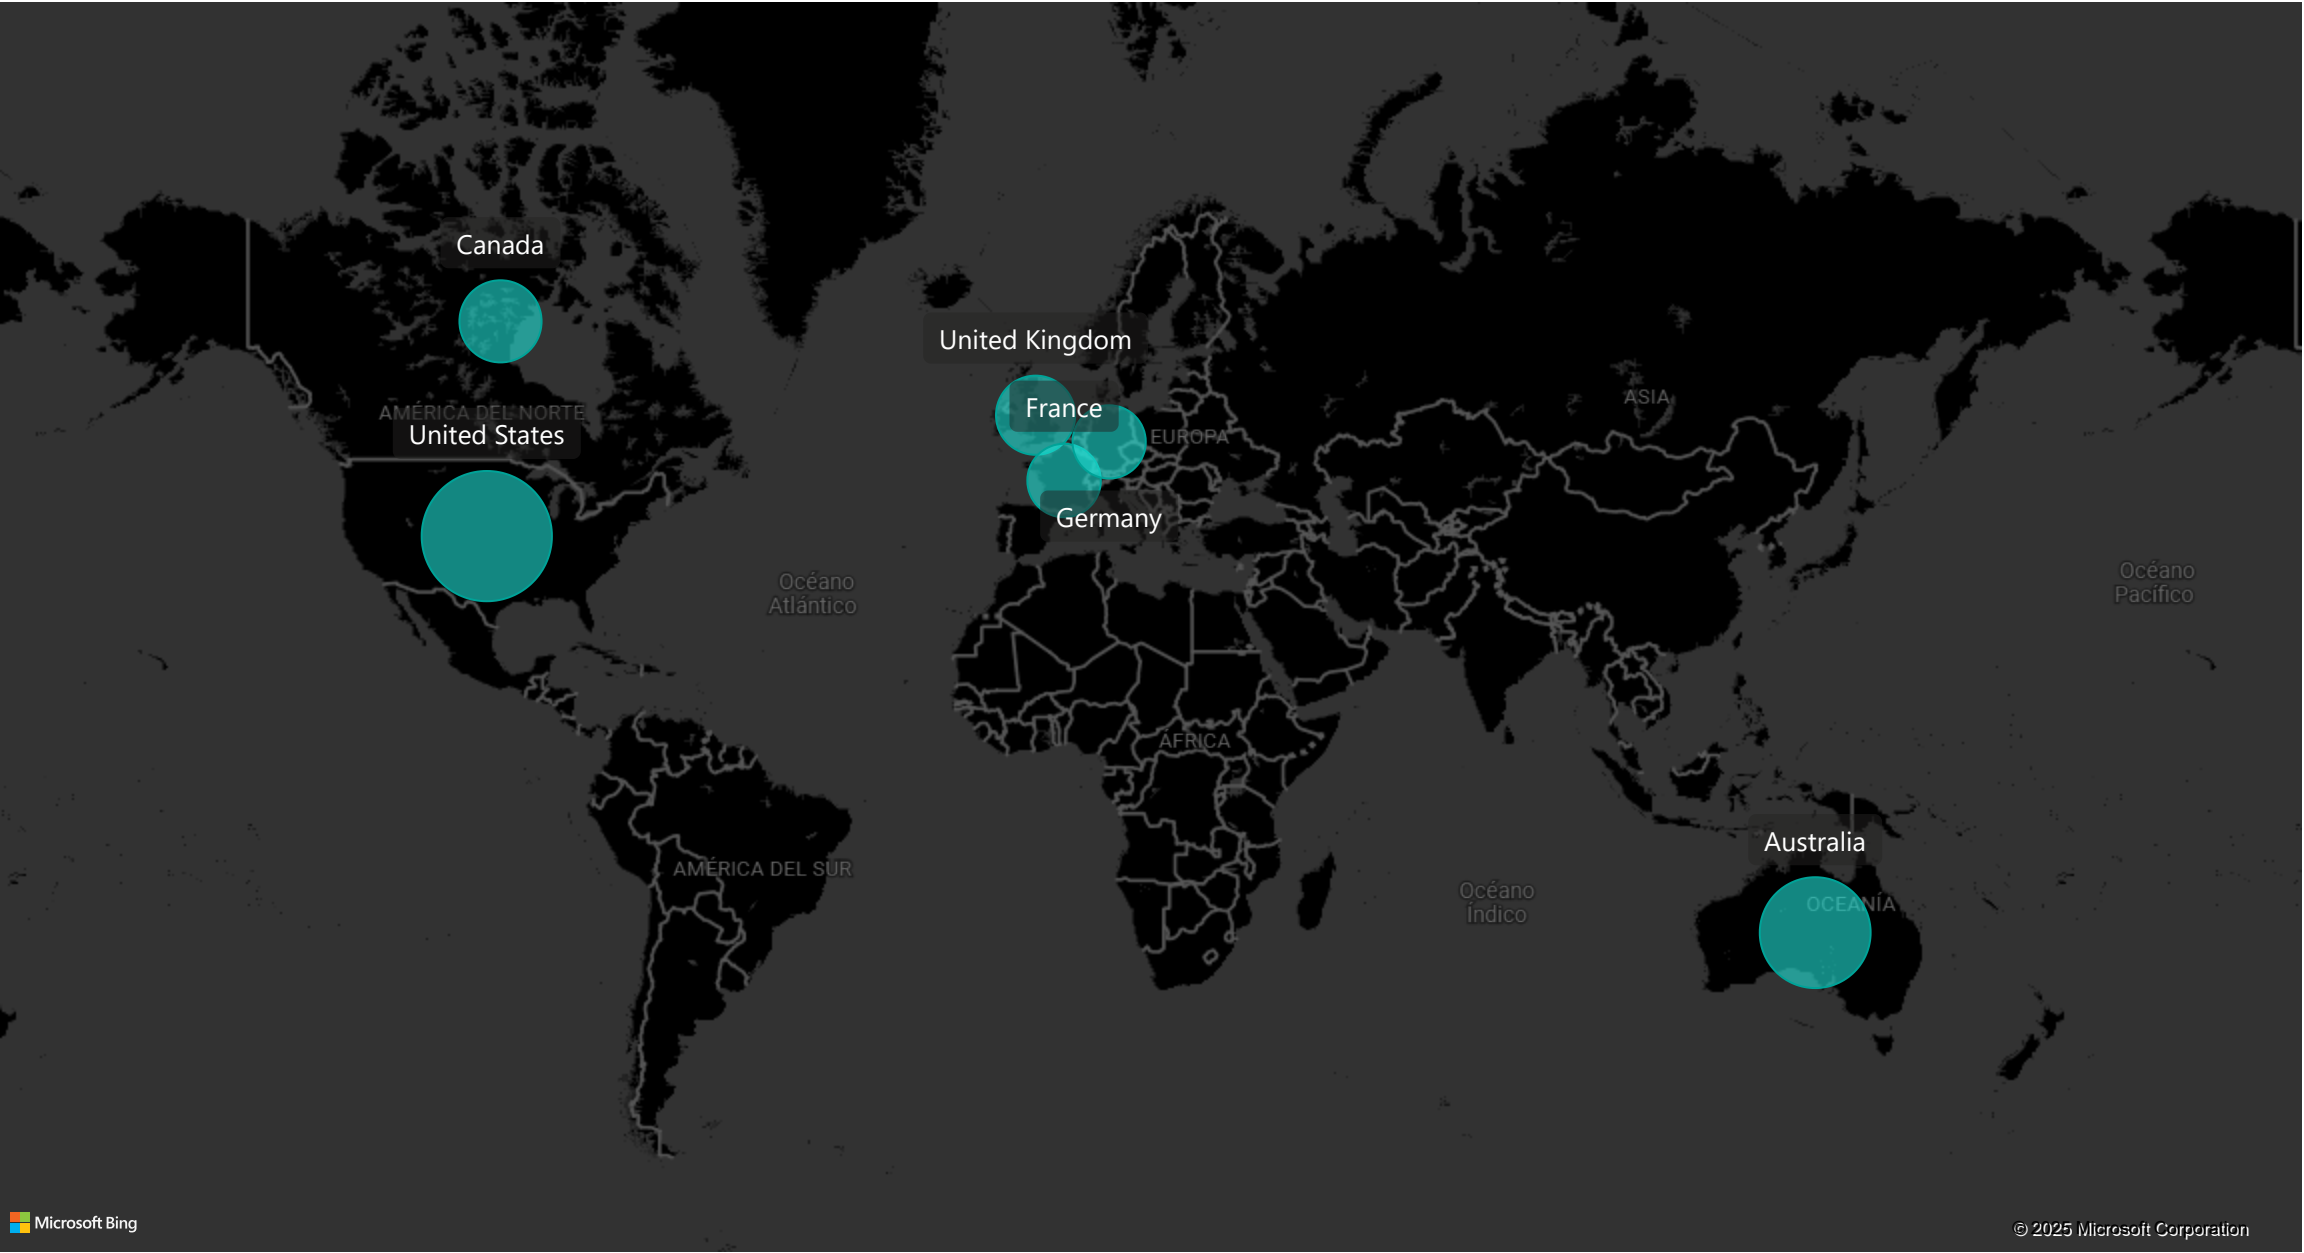 Canada
United Kingdom
France
ASIA
AMÉRICA DEL NORTE
United States
EUROPA
Germany
Océano
Atlántico
Océano
Pacífico
ÁFRICA
Australia
AMÉRICA DEL SUR
Océano
Índico
OCEANÍA
Microsoft Bing
© 2025 Microsoft Corporation